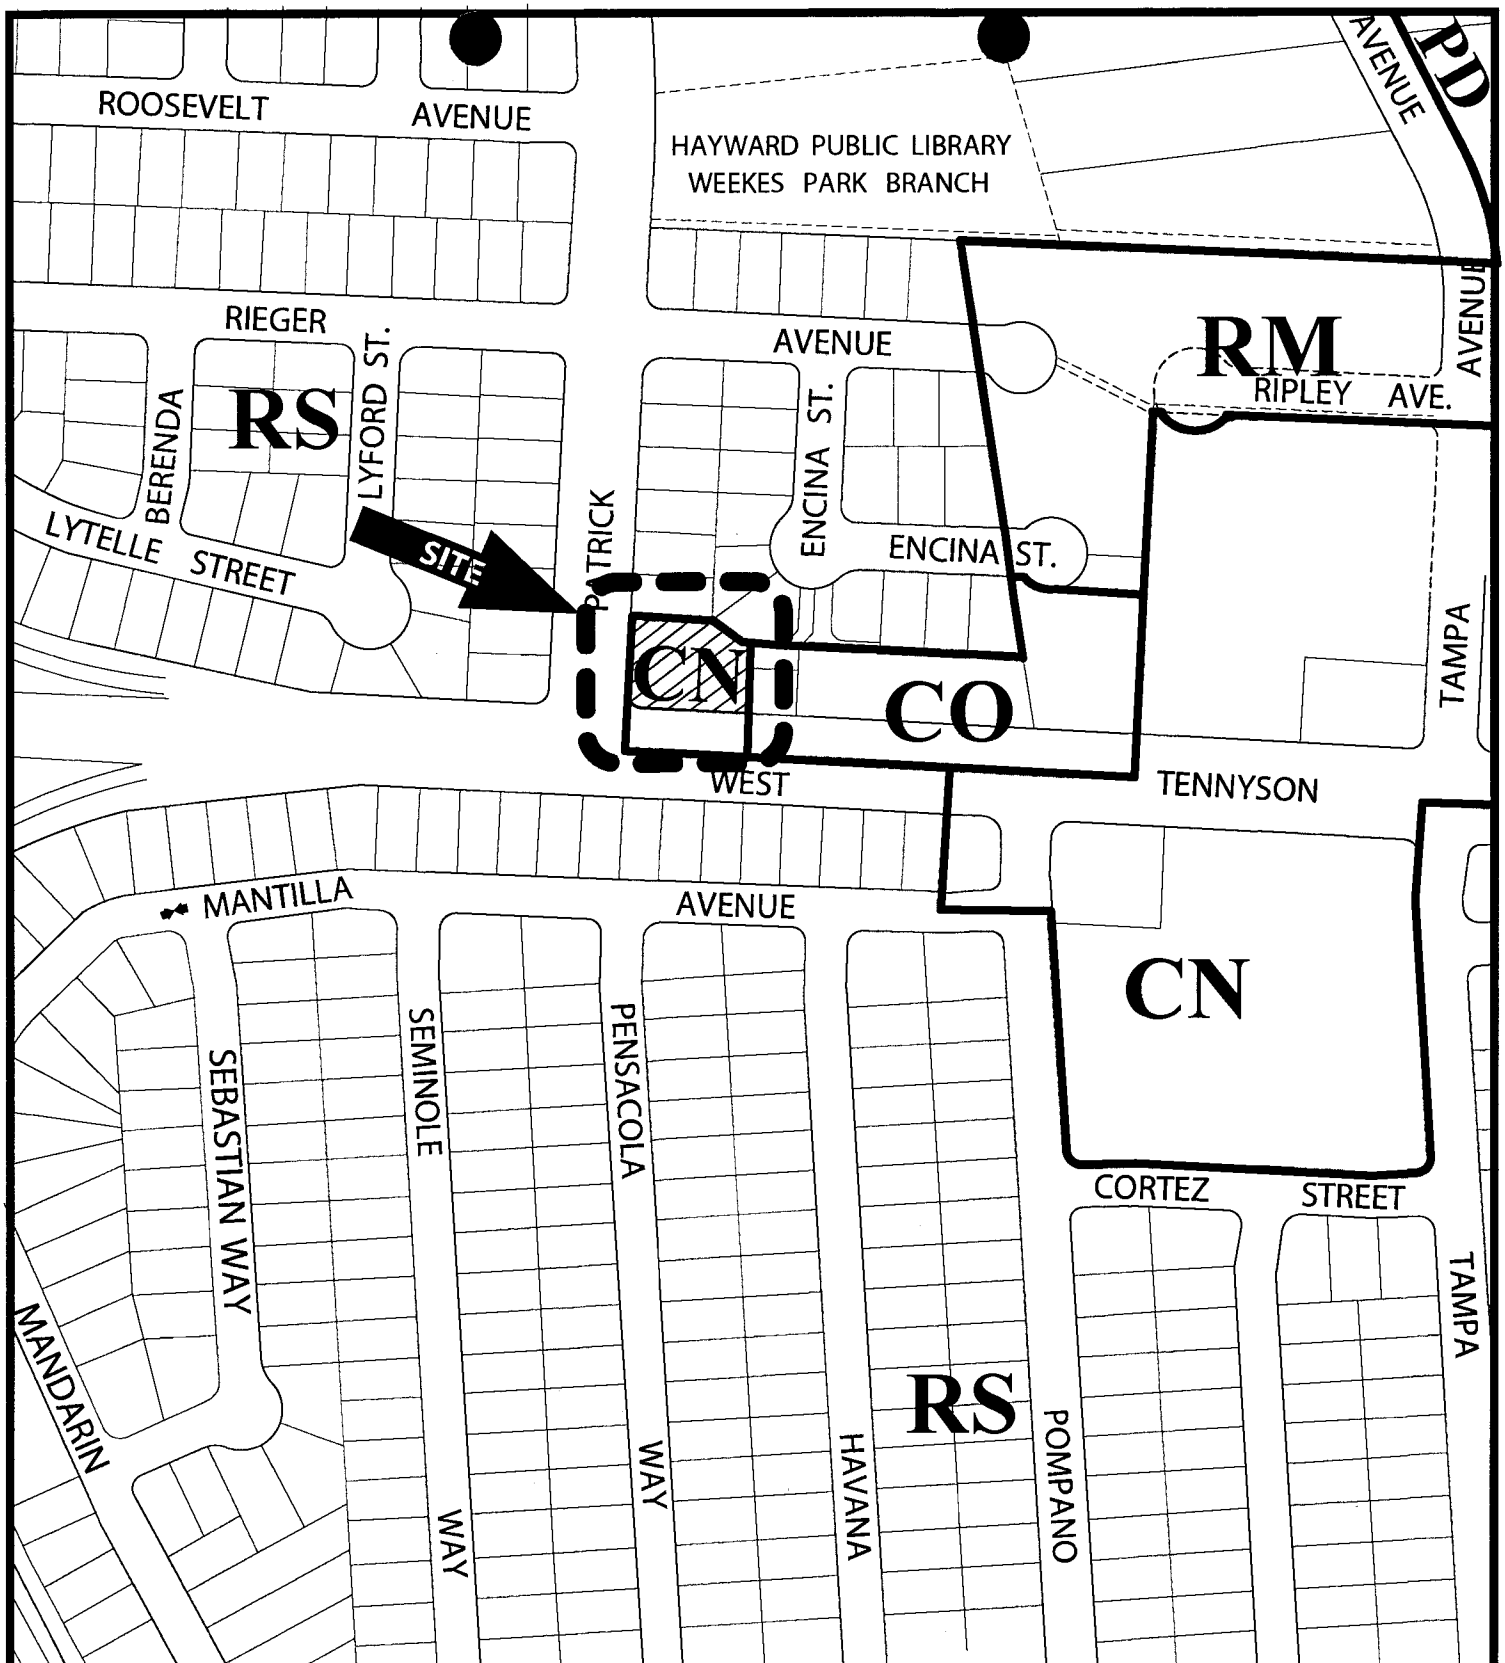 AVENUE
PD
ROOSEVELT AVENUE
HAYWARD PUBLIC LIBRARY
WEEKES PARK BRANCH
AVENUE
RIEGER AVENUE
RM
RIPLEY AVE.
RS
BERENDA
LYFORD ST.
ENCINA ST.
PATRICK
LYTELLE STREET
SITE
ENCINA ST.
CN
CO
TAMPA
WEST TENNYSON
MANTILLA AVENUE
CN
SEBASTIAN WAY
SEMINOLE WAY
PENSACOLA WAY
HAVANA
POMPANO
CORTEZ STREET
TAMPA
MANDARIN
RS